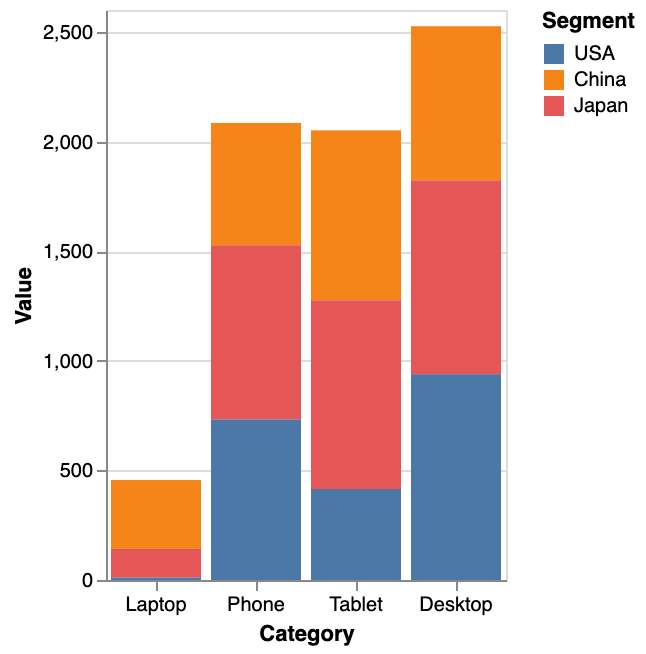 Segment
USA
China
Japan
Value
2,500
2,000
1,500
1,000
500
0
Laptop
Phone
Tablet
Desktop
Category